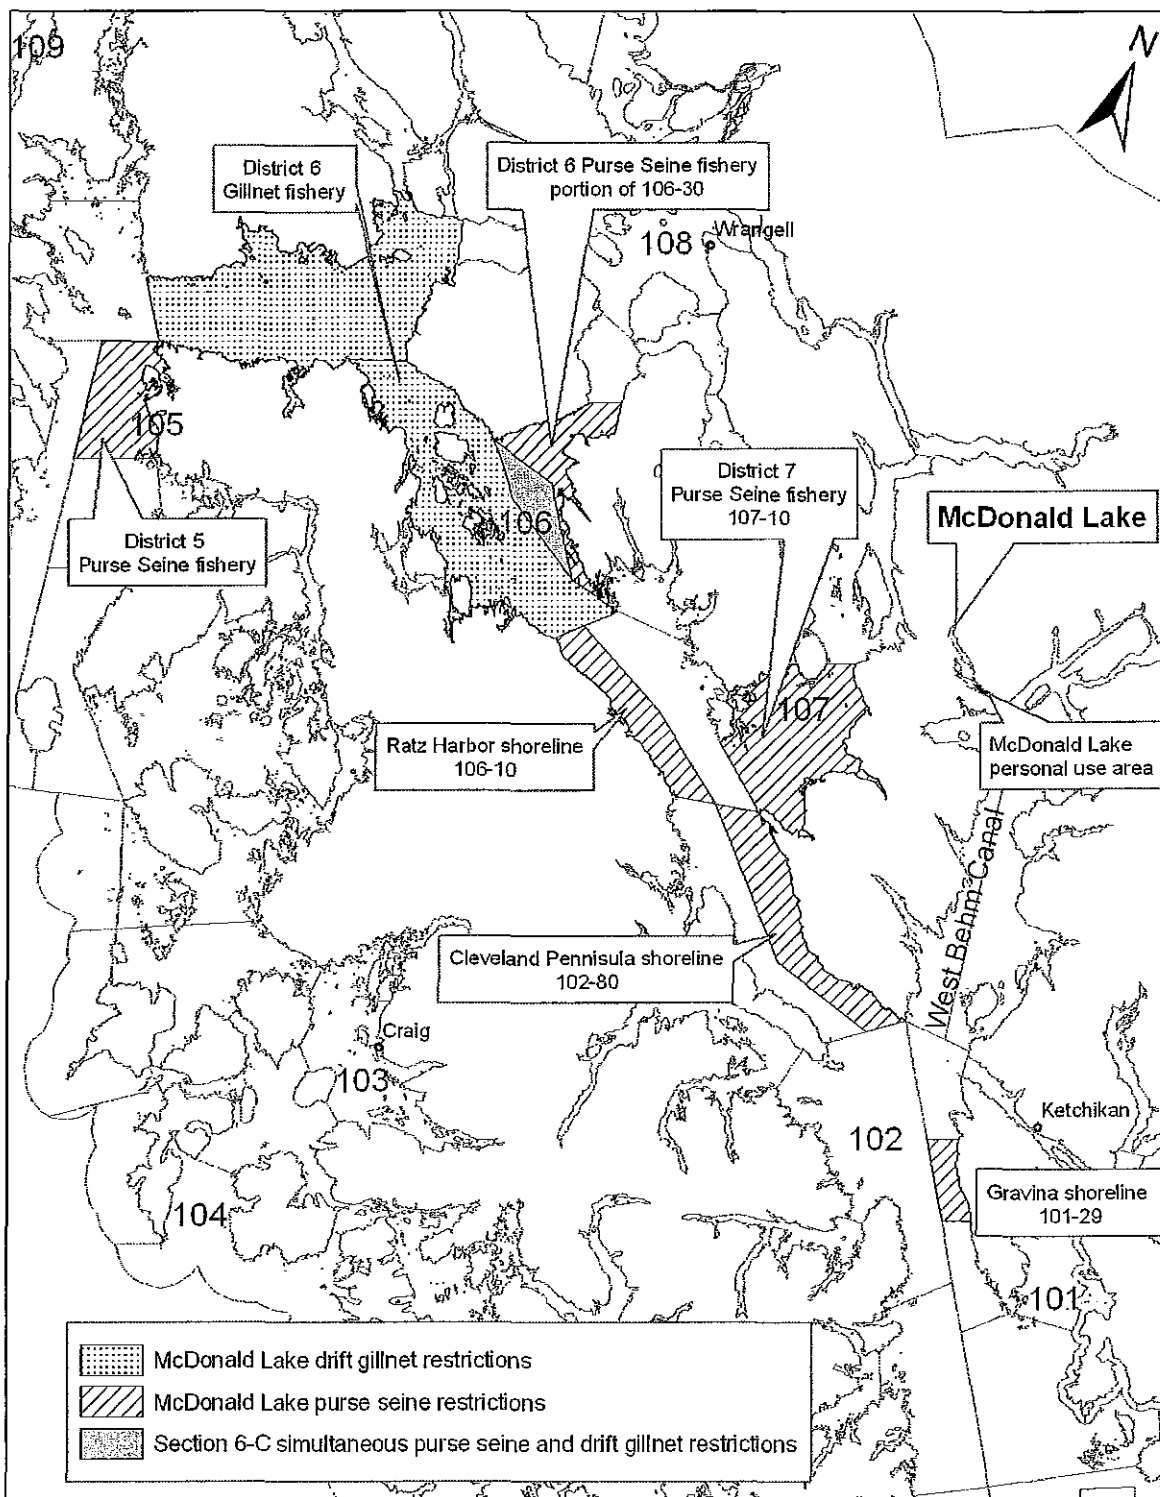 109
N
District 6
Gillnet fishery
District 6 Purse Seine fishery
portion of 106-30
108
Wrangell
105
District 5
Purse Seine fishery
106
District 7
Purse Seine fishery
107-10
McDonald Lake
107
Ratz Harbor shoreline
106-10
McDonald Lake
personal use area
West Behm Canal
Cleveland Pennisula shoreline
102-80
Craig
103
Ketchikan
102
Gravina shoreline
101-29
104
101
McDonald Lake drift gillnet restrictions
McDonald Lake purse seine restrictions
Section 6-C simultaneous purse seine and drift gillnet restrictions